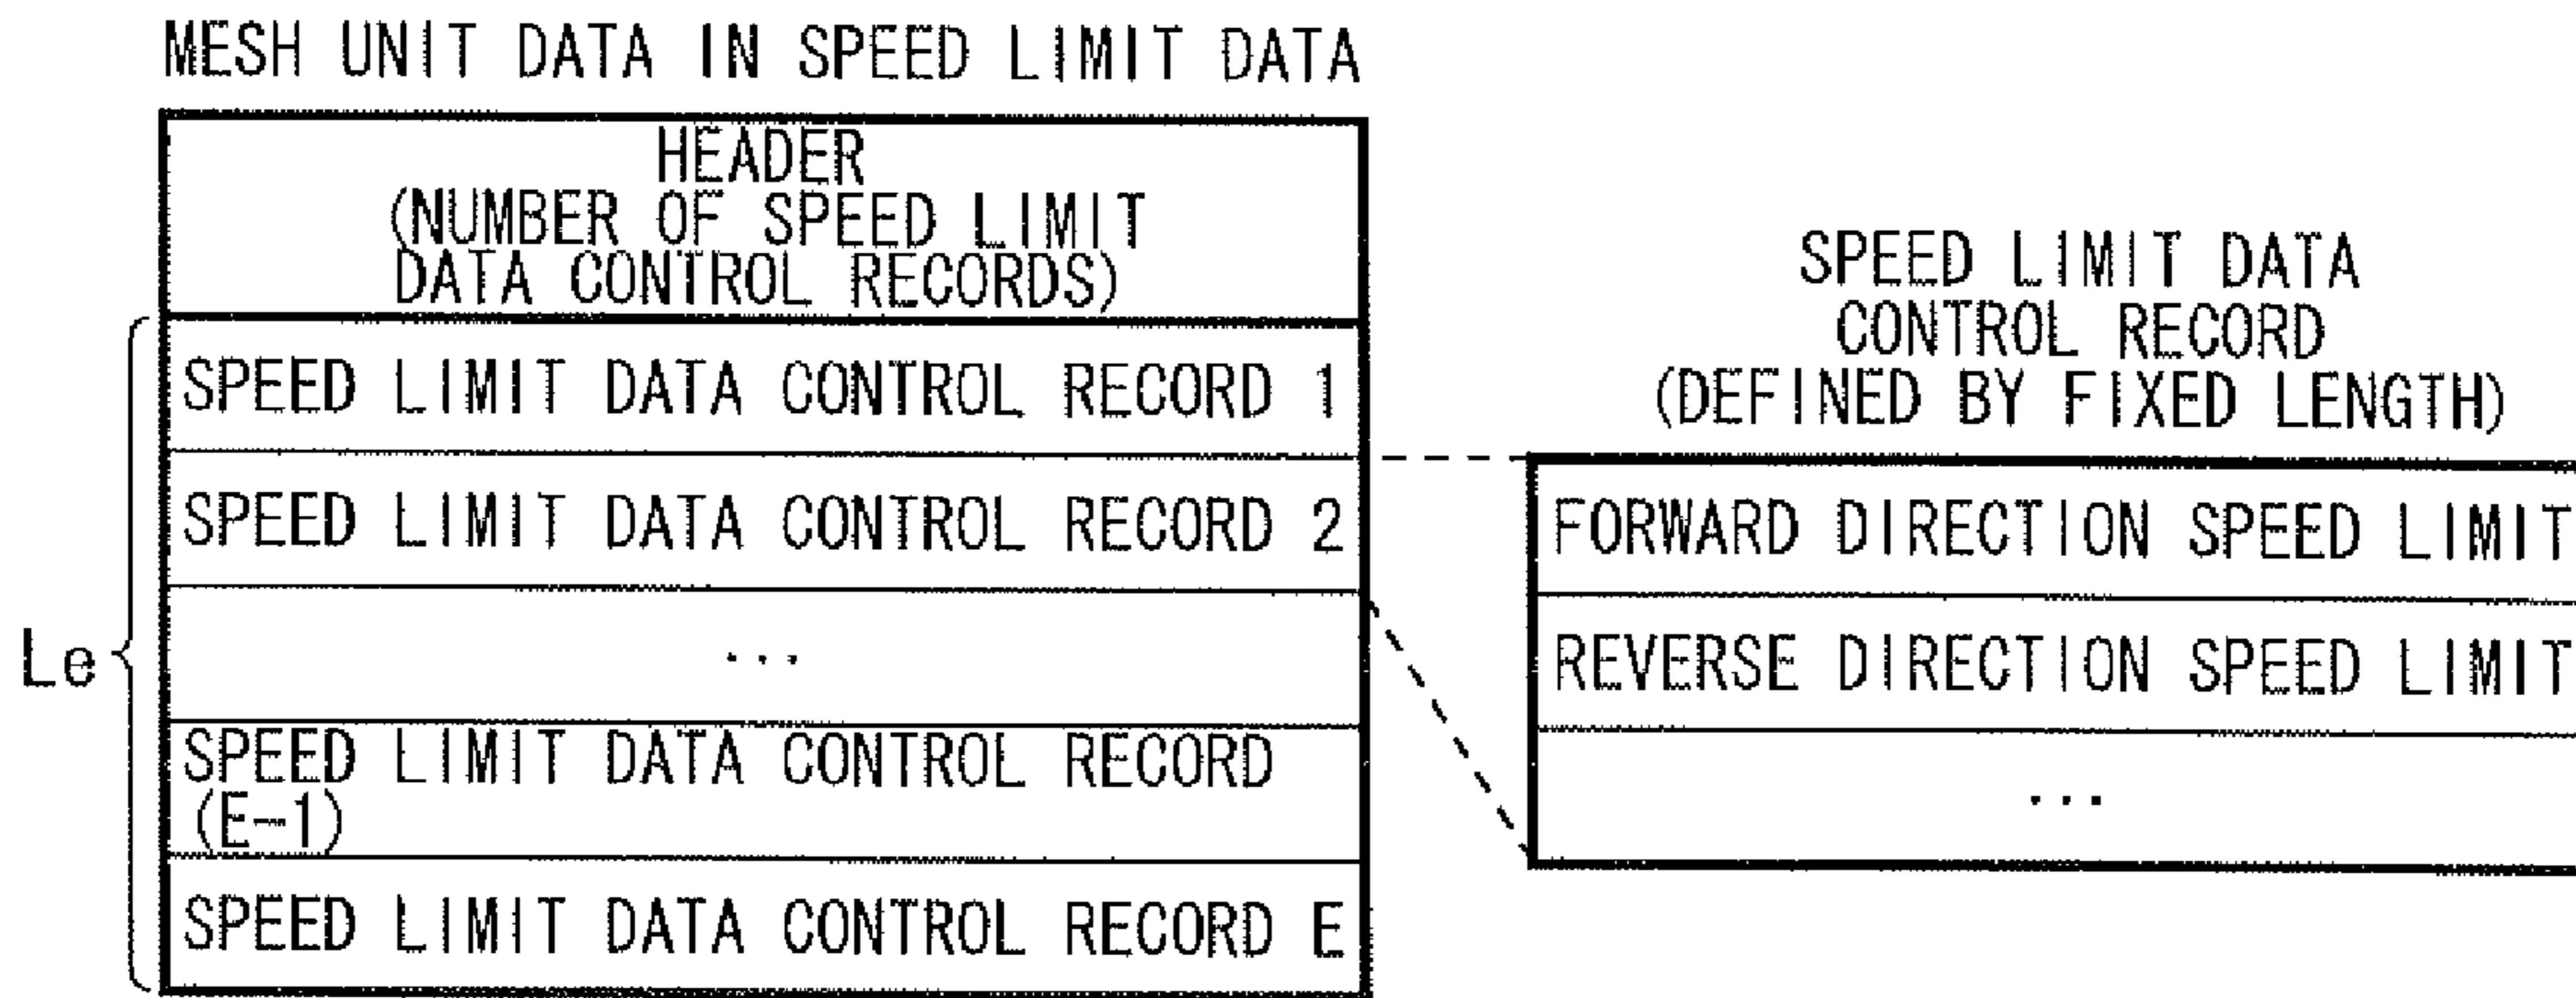 MESH UNIT DATA IN SPEED LIMIT DATA
HEADER
(NUMBER OF SPEED LIMIT
DATA CONTROL RECORDS)
SPEED LIMIT DATA CONTROL RECORD 1
SPEED LIMIT DATA CONTROL RECORD 2
...
SPEED LIMIT DATA CONTROL RECORD
(E-1)
SPEED LIMIT DATA CONTROL RECORD E
Le
SPEED LIMIT DATA
CONTROL RECORD
(DEFINED BY FIXED LENGTH)
FORWARD DIRECTION SPEED LIMIT
REVERSE DIRECTION SPEED LIMIT
...